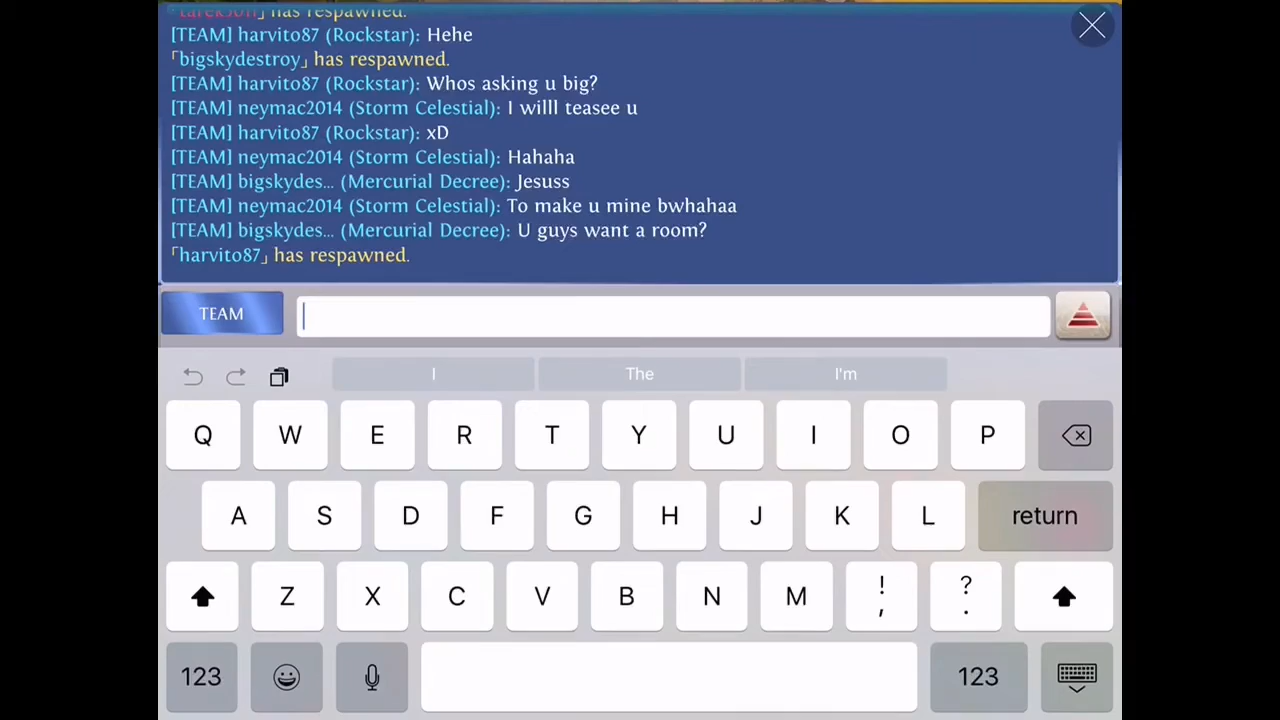 has respawned.
[TEAM] harvito87 (Rockstar): Hehe
「bigskydestroy」 has respawned.
[TEAM] harvito87 (Rockstar): Whos asking u big?
[TEAM] neymac2014 (Storm Celestial): I willl teasee u
[TEAM] harvito87 (Rockstar): xD
[TEAM] neymac2014 (Storm Celestial): Hahaha
[TEAM] bigskydes... (Mercurial Decree): Jesuss
[TEAM] neymac2014 (Storm Celestial): To make u mine bwhahaa
[TEAM] bigskydes... (Mercurial Decree): U guys want a room?
「harvito87」 has respawned.
TEAM
I The I'm
Q W E R T Y U I O P
A S D F G H J K L return
Z X C V B N M ! , ? .
123 123